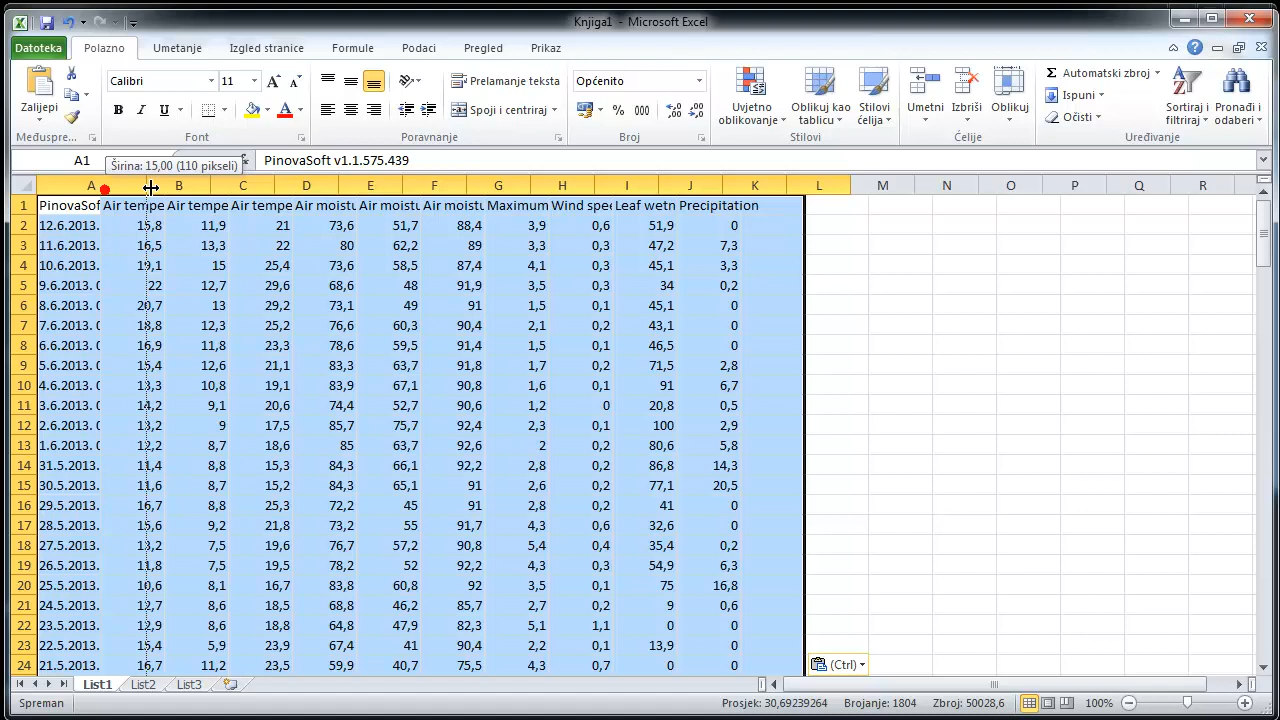 Knjiga1 - Microsoft Excel
Datoteka Polazno Umetanje Izgled stranice Formule Podaci Pregled Prikaz
Zalijepi
Calibri 11
Prelamanje teksta
Općenito
Uvjetno oblikovanje
Oblikuj kao tablicu
Stilovi ćelija
Umetni Izbriši Oblikuj
Σ Automatski zbroj
Ispuni
Očisti
Sortiraj i filtriraj
Pronađi i odaberi
B I U
Spoji i centriraj
% 000
Međuspre... Font Poravnanje Broj Stilovi Ćelije Uređivanje
A1 PinovaSoft v1.1.575.439
Širina: 15,00 (110 pikseli)
A B C D E F G H I J K L M N O P Q R
1 PinovaSof Air tempe Air tempe Air tempe Air moistu Air moistu Air moistu Maximum Wind spee Leaf wetn Precipitation
2 12.6.2013. 15,8 11,9 21 73,6 51,7 88,4 3,9 0,6 51,9 0
3 11.6.2013. 16,5 13,3 22 80 62,2 89 3,3 0,3 47,2 7,3
4 10.6.2013. 19,1 15 25,4 73,6 58,5 87,4 4,1 0,3 45,1 3,3
5 9.6.2013. 0 22 12,7 29,6 68,6 48 91,9 3,5 0,3 34 0,2
6 8.6.2013. 0 20,7 13 29,2 73,1 49 91 1,5 0,1 45,1 0
7 7.6.2013. 0 18,8 12,3 25,2 76,6 60,3 90,4 2,1 0,2 43,1 0
8 6.6.2013. 0 16,9 11,8 23,3 78,6 59,5 91,4 1,5 0,1 46,5 0
9 5.6.2013. 0 15,4 12,6 21,1 83,3 63,7 91,8 1,7 0,2 71,5 2,8
10 4.6.2013. 0 13,3 10,8 19,1 83,9 67,1 90,8 1,6 0,1 91 6,7
11 3.6.2013. 0 14,2 9,1 20,6 74,4 52,7 90,6 1,2 0 20,8 0,5
12 2.6.2013. 0 13,2 9 17,5 85,7 75,7 92,4 2,3 0,1 100 2,9
13 1.6.2013. 0 12,2 8,7 18,6 85 63,7 92,6 2 0,2 80,6 5,8
14 31.5.2013. 11,4 8,8 15,3 84,3 66,1 92,2 2,8 0,2 86,8 14,3
15 30.5.2013. 11,6 8,7 15,2 84,3 65,1 91 2,6 0,2 77,1 20,5
16 29.5.2013. 16,7 8,8 25,3 72,2 45 91 2,8 0,2 41 0
17 28.5.2013. 15,6 9,2 21,8 73,2 55 91,7 4,3 0,6 32,6 0
18 27.5.2013. 13,2 7,5 19,6 76,7 57,2 90,8 5,4 0,4 35,4 0,2
19 26.5.2013. 11,8 7,5 19,5 78,2 52 92,2 4,3 0,3 54,9 6,3
20 25.5.2013. 10,6 8,1 16,7 83,8 60,8 92 3,5 0,1 75 16,8
21 24.5.2013. 12,7 8,6 18,5 68,8 46,2 85,7 2,7 0,2 9 0,6
22 23.5.2013. 12,9 8,6 18,8 64,8 47,9 82,3 5,1 1,1 0 0
23 22.5.2013. 15,4 5,9 23,9 67,4 41 90,4 2,2 0,1 13,9 0
24 21.5.2013. 16,7 11,2 23,5 59,9 40,7 75,5 4,3 0,7 0 0
(Ctrl)
List1 List2 List3
Spreman Prosjek: 30,69239264 Brojanje: 1804 Zbroj: 50028,6 100%